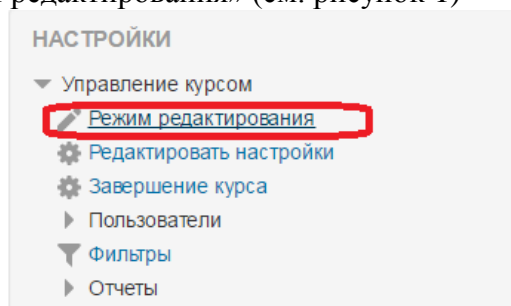 редактирования» (см. рисунок 1)
НАСТРОЙКИ
Управление курсом
Режим редактирования
Редактировать настройки
Завершение курса
Пользователи
Фильтры
Отчеты